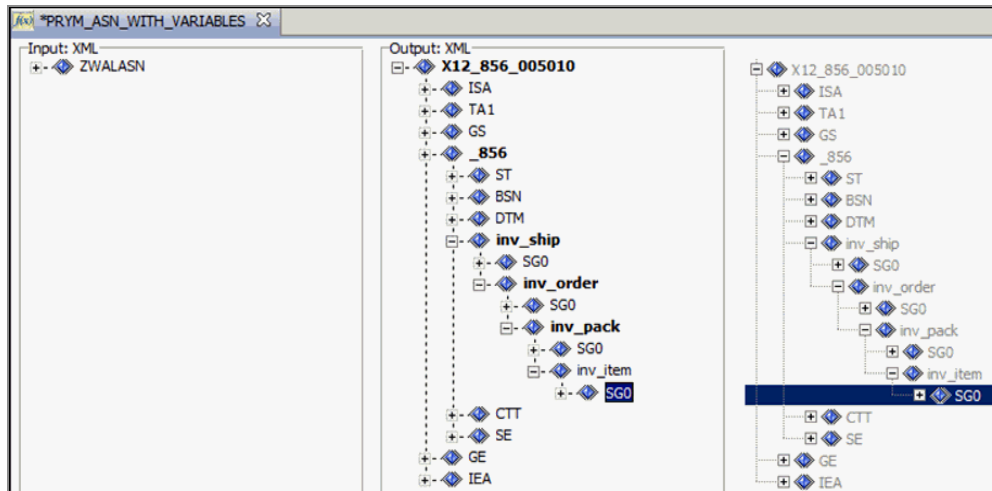 *PRYM_ASN_WITH_VARIABLES
Input: XML
ZWALASN
Output: XML
X12_856_005010
ISA
TA1
GS
_856
ST
BSN
DTM
inv_ship
SG0
inv_order
SG0
inv_pack
SG0
inv_item
SG0
CTT
SE
GE
IEA
X12_856_005010
ISA
TA1
GS
_856
ST
BSN
DTM
inv_ship
SG0
inv_order
SG0
inv_pack
SG0
inv_item
SG0
CTT
SE
GE
IEA